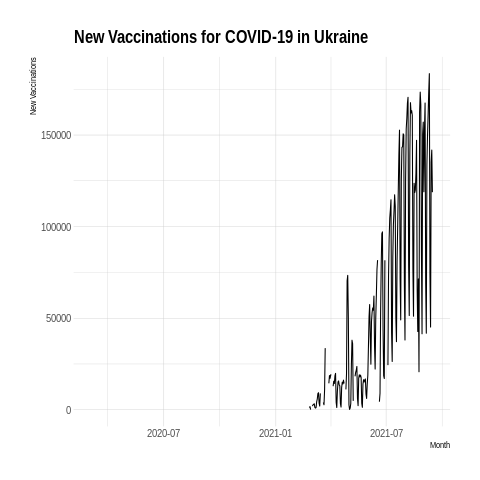 New Vaccinations for COVID-19 in Ukraine
New Vaccinations
150000
100000
50000
0
2020-07
2021-01
2021-07
Month